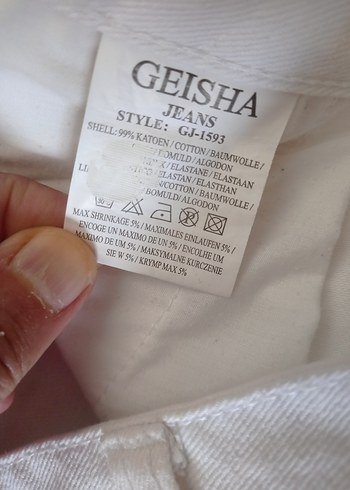 GEISHA
JEANS
STYLE: GJ-1593
SHELL: 99% KATOEN / COTTON / BAUMWOLLE /
BOMULD / ALGODON
ELASTANE / ELASTAAN
ELASTAN / ELASTHAN
COTTON / BAUMWOLLE /
BOMULD / ALGODON
MAX SHRINKAGE 5% / MAXIMALES EINLAUFEN 5% /
ENCOGE UN MAXIMO DE UN 5% / ENCOLHE UM
MAXIMO DE UM 5% / MAKSYMALNE KURCZENIE
SIE W 5% / KRYMP MAX 5%